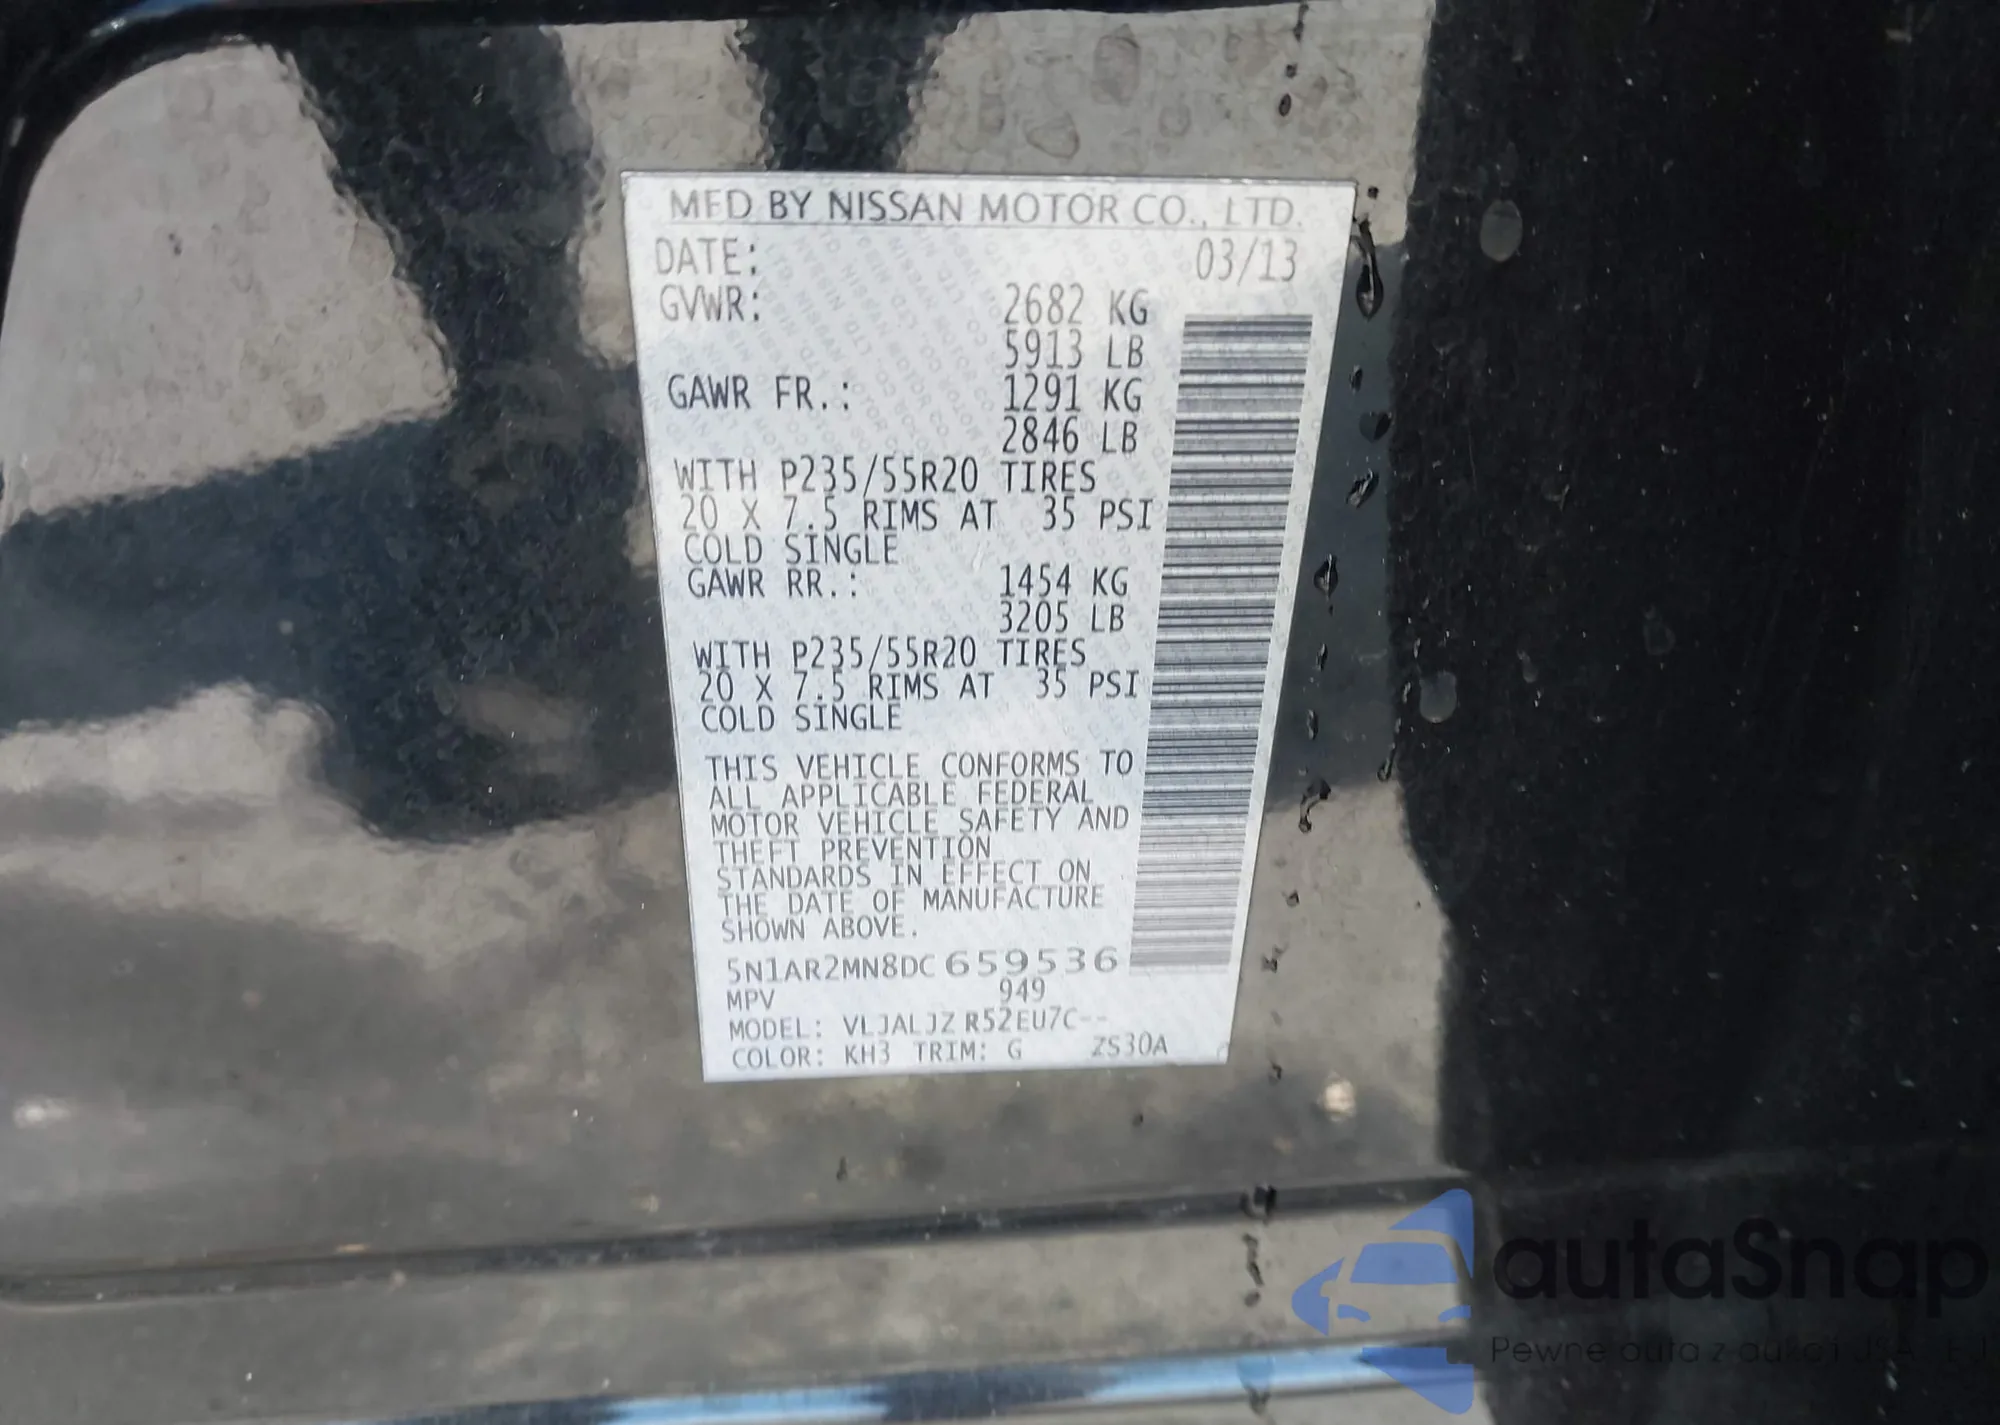 MFD BY NISSAN MOTOR CO., LTD.
DATE: 03/13
GVWR: 2682 KG
5913 LB
GAWR FR.: 1291 KG
2846 LB
WITH P235/55R20 TIRES
20 X 7.5 RIMS AT 35 PSI
COLD SINGLE
GAWR RR.: 1454 KG
3205 LB
WITH P235/55R20 TIRES
20 X 7.5 RIMS AT 35 PSI
COLD SINGLE
THIS VEHICLE CONFORMS TO
ALL APPLICABLE FEDERAL
MOTOR VEHICLE SAFETY AND
THEFT PREVENTION
STANDARDS IN EFFECT ON
THE DATE OF MANUFACTURE
SHOWN ABOVE.
5N1AR2MN8DC659536
MPV 949
MODEL: VLJALJZ R52EU7C--
COLOR: KH3 TRIM: G ZS30A
autaSnap
Pewne auta z aukcji